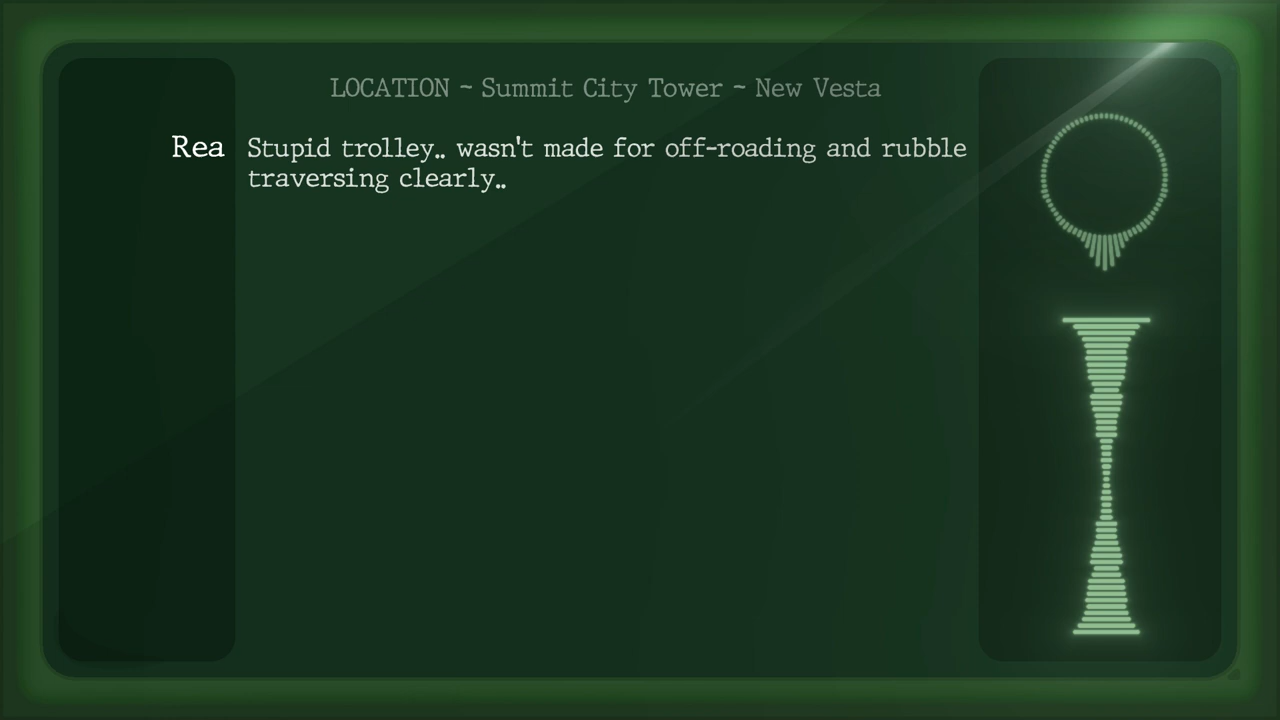 LOCATION ~ Summit City Tower ~ New Vesta
Rea Stupid trolley.. wasn't made for off-roading and rubble
traversing clearly..